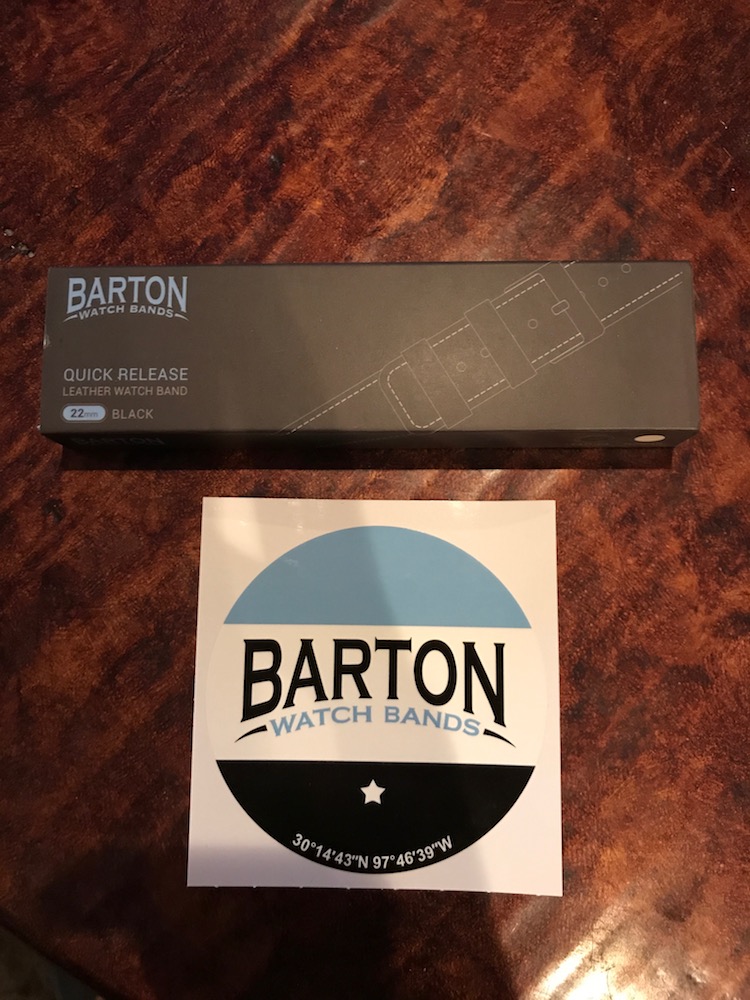 BARTON
WATCH BANDS
QUICK RELEASE
LEATHER WATCH BAND
22mm BLACK
BARTON
BARTON
WATCH BANDS
30°14'43"N 97°46'39"W